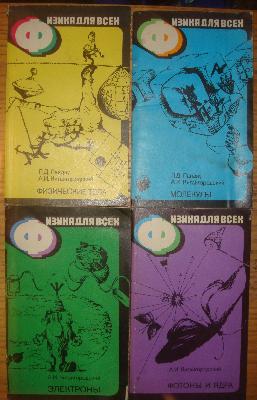 ФИЗИКА ДЛЯ ВСЕХ
Л.Д. Ландау
А.И. Китайгородский
ФИЗИЧЕСКИЕ ТЕЛА
ФИЗИКА ДЛЯ ВСЕХ
Л.Д. Ландау
А.И. Китайгородский
МОЛЕКУЛЫ
ФИЗИКА ДЛЯ ВСЕХ
А.И. Китайгородский
ЭЛЕКТРОНЫ
ФИЗИКА ДЛЯ ВСЕХ
А.И. Китайгородский
ФОТОНЫ И ЯДРА